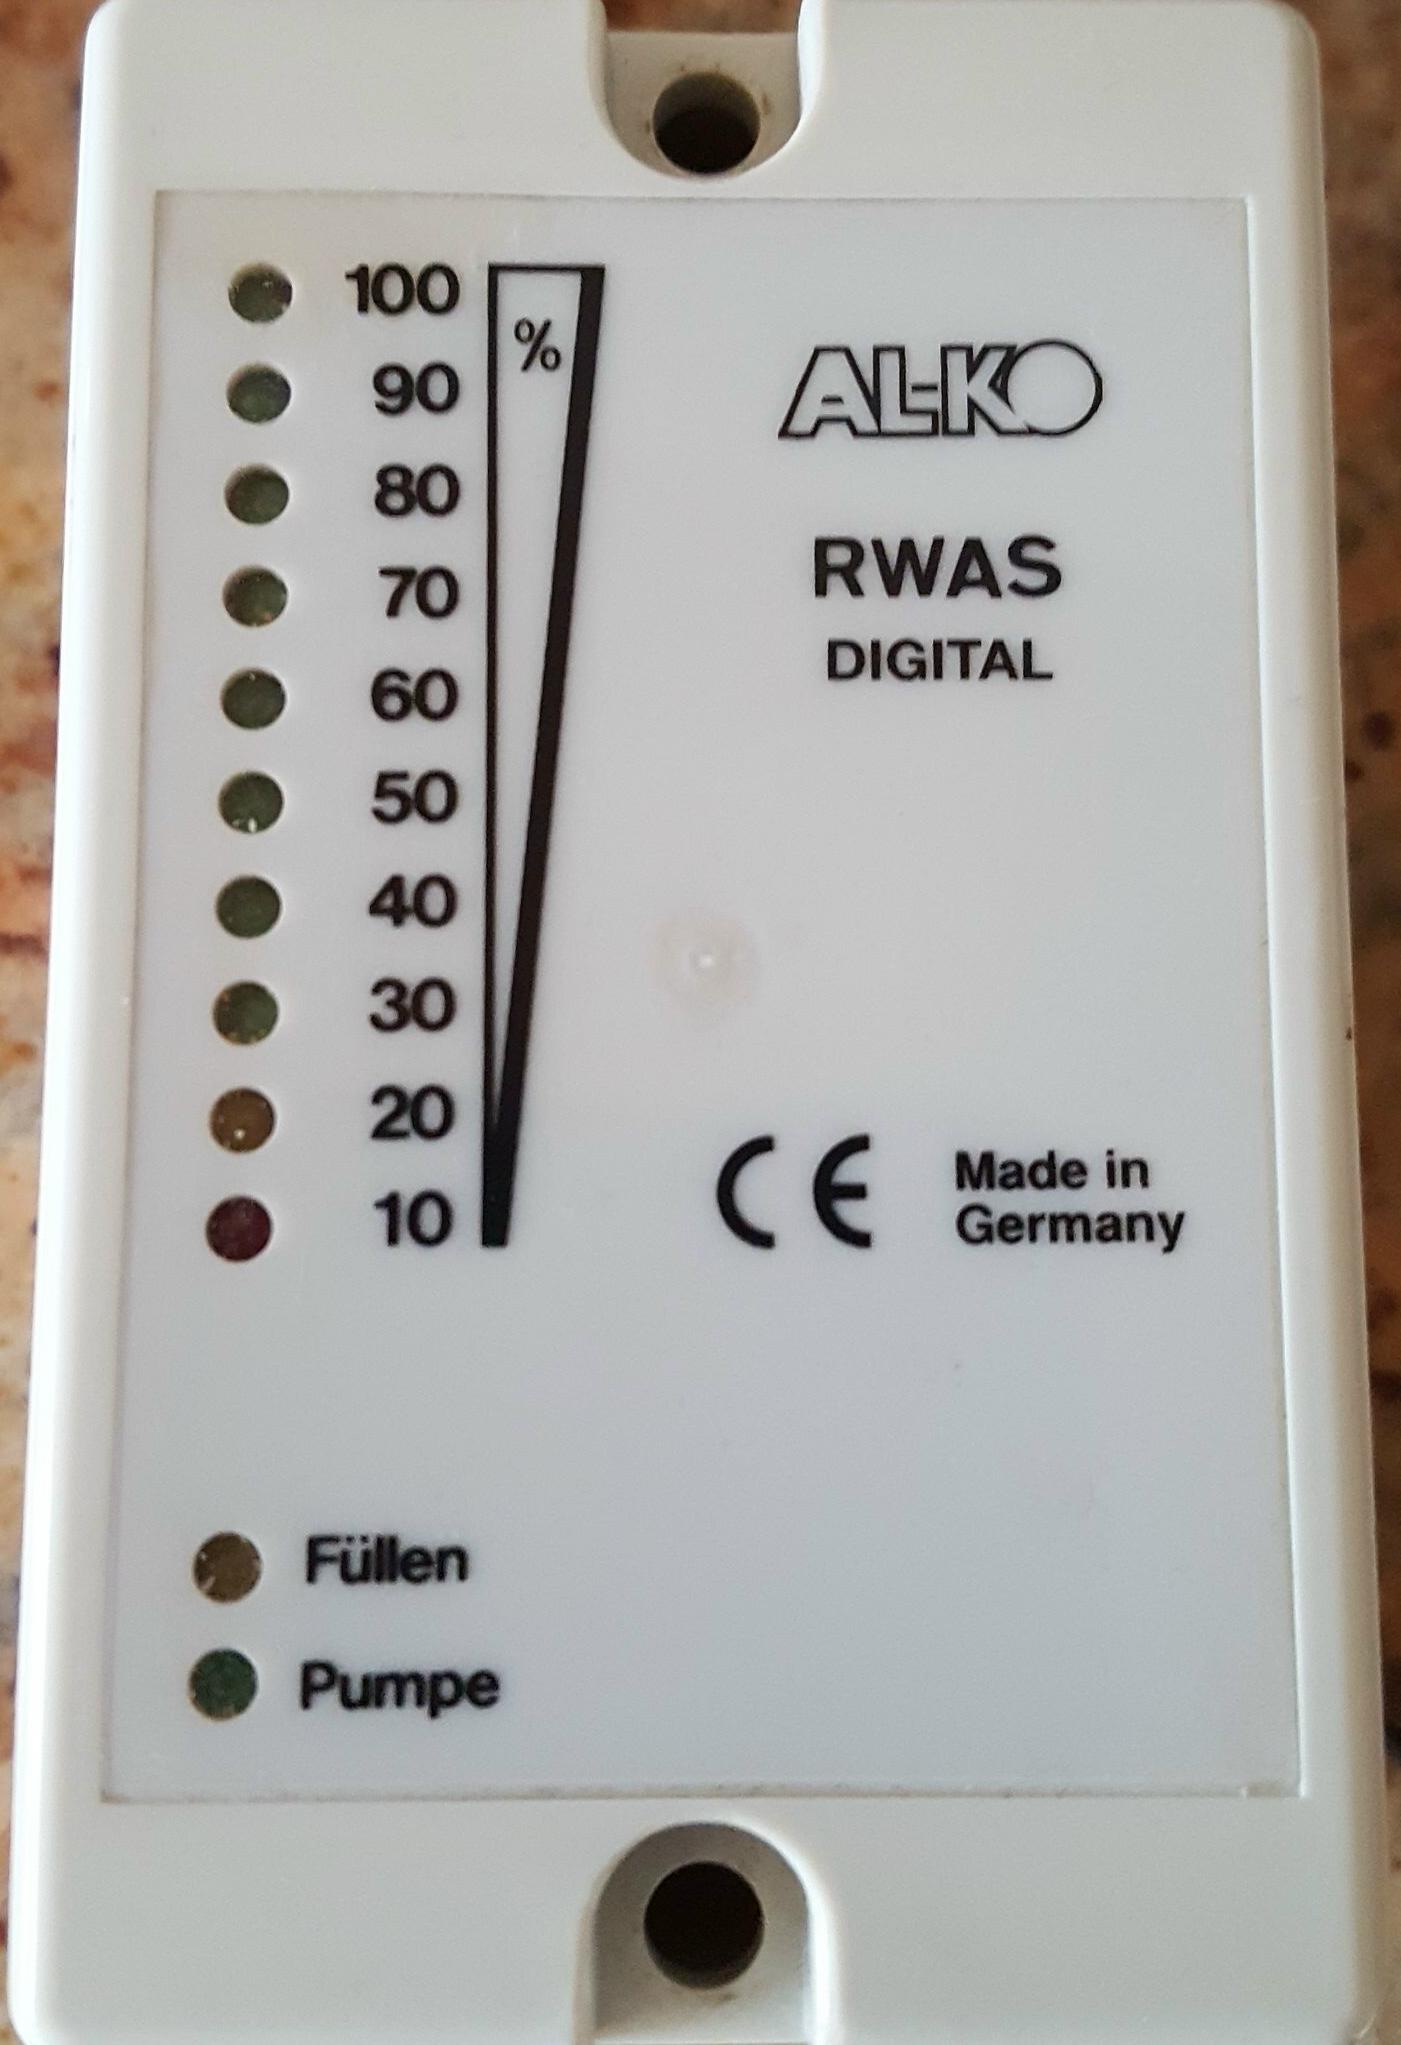 100
%
90
80
70
60
50
40
30
20
10
AL-KO
RWAS
DIGITAL
CE
Made in
Germany
Füllen
Pumpe